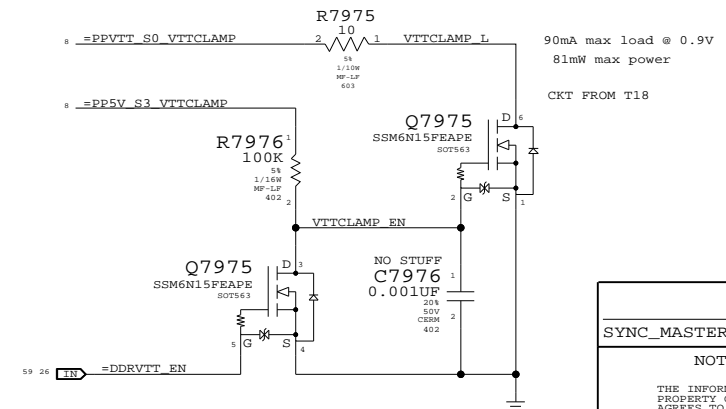 R7975
10
8 =PPVTT_S0_VTTCLAMP 2 1 VTTCLAMP_L
5%
1/10W
MF-LF
603
90mA max load @ 0.9V
81mW max power
CKT FROM T18
8 =PP5V_S3_VTTCLAMP
Q7975
SSM6N15FEAPE
SOT563
D 6
2 G S 1
R7976 1
100K
5%
1/16W
MF-LF
402
2
VTTCLAMP_EN
Q7975
SSM6N15FEAPE
SOT563
D 3
5 G S 4
NO STUFF
C7976
0.001UF
20%
50V
CERM
402
1
2
59 26 IN =DDRVTT_EN
SYNC_MASTER
NOT
THE INFORM
PROPERTY O
AGREES TO